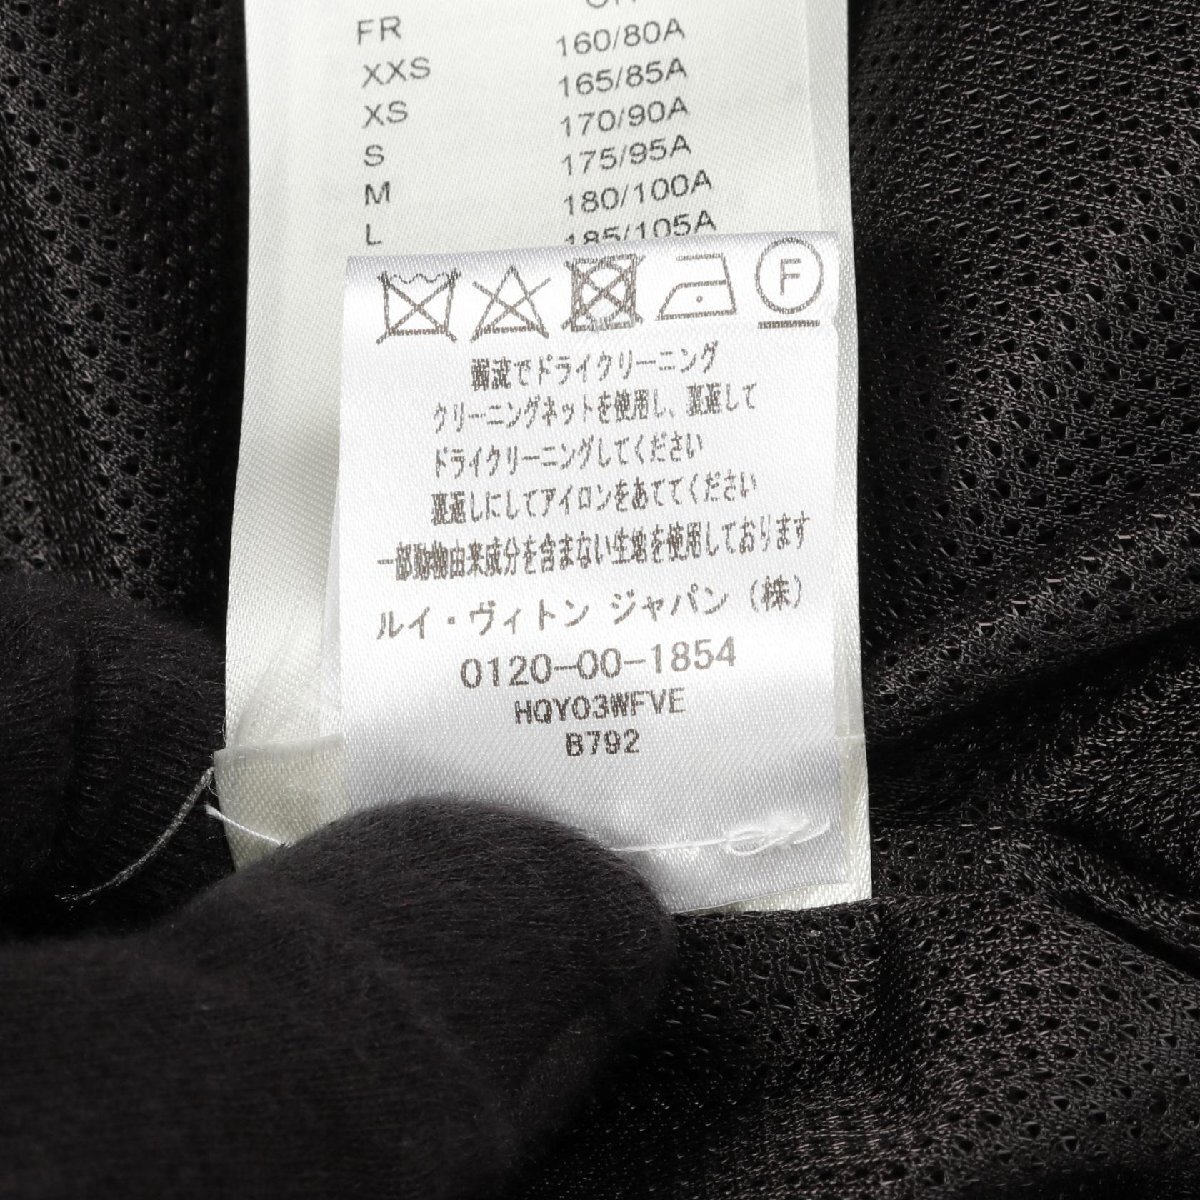 FR
160/80A
XXS
165/85A
XS
170/90A
S
175/95A
M
180/100A
L
185/105A
F
弱流でドライクリーニング
クリーニングネットを使用し、裏返して
ドライクリーニングしてください
裏返しにしてアイロンをあててください
一部動物由来成分を含まない生地を使用しております
ルイ・ヴィトン ジャパン（株）
0120-00-1854
HQY03WFVE
B792